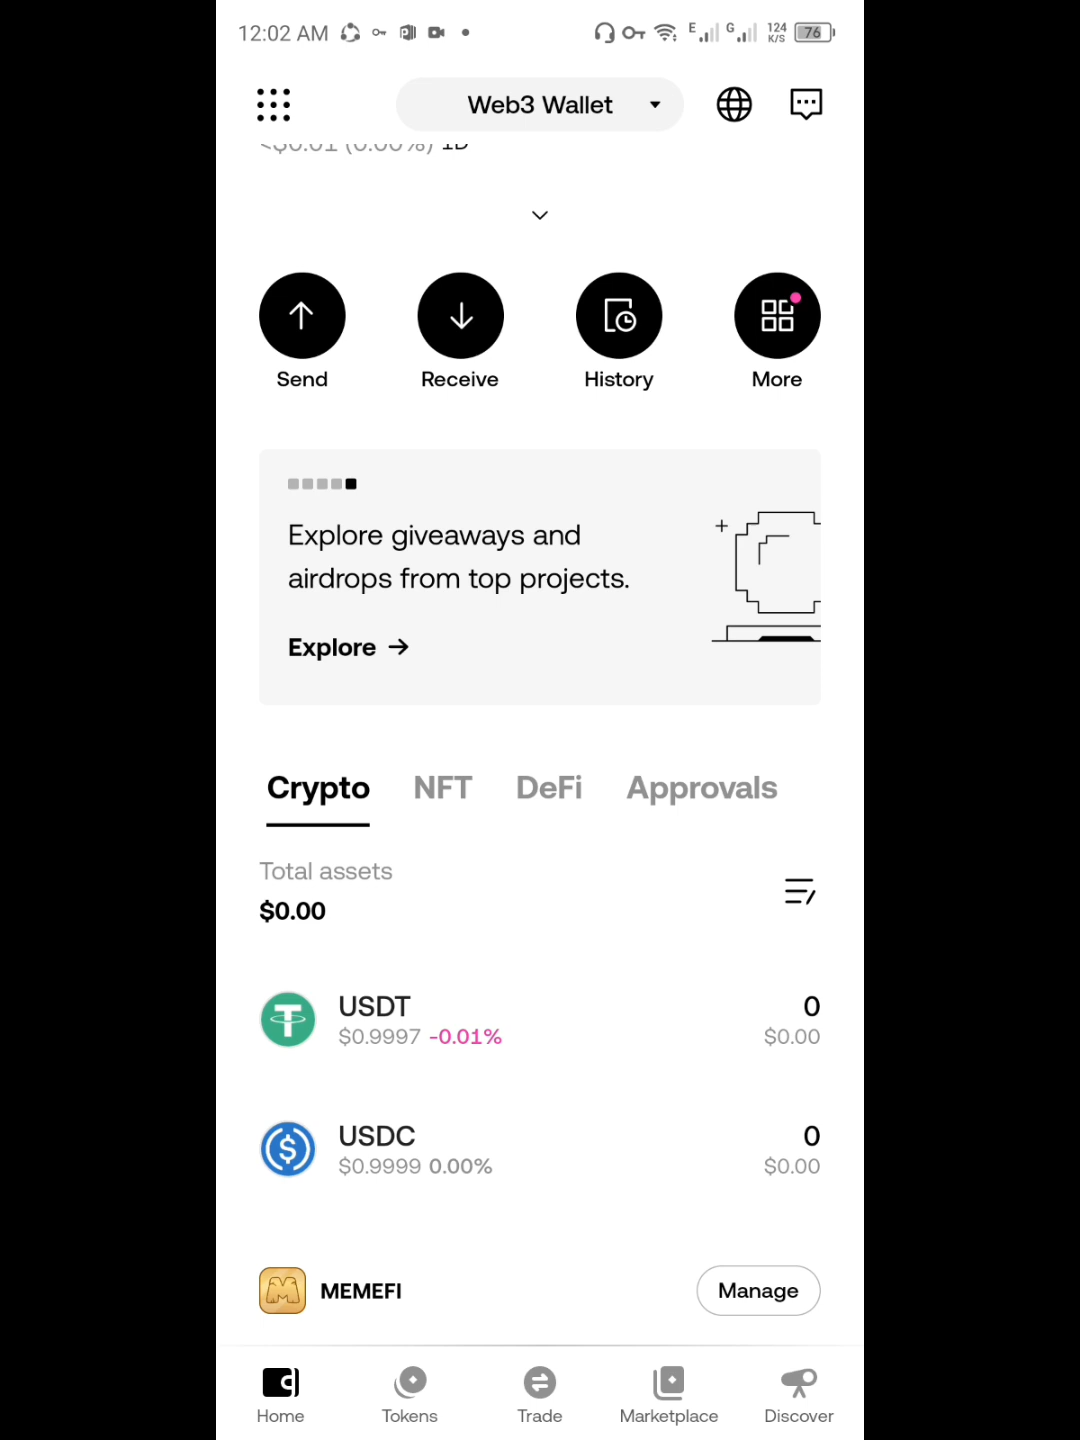 12:02 AM
E G 124 K/S 76
Web3 Wallet
<$0.01 (0.00%) 1D
Send Receive History More
Explore giveaways and
airdrops from top projects.
Explore →
Crypto NFT DeFi Approvals
Total assets
$0.00
USDT 0
$0.9997 -0.01% $0.00
USDC 0
$0.9999 0.00% $0.00
MEMEFI Manage
Home Tokens Trade Marketplace Discover